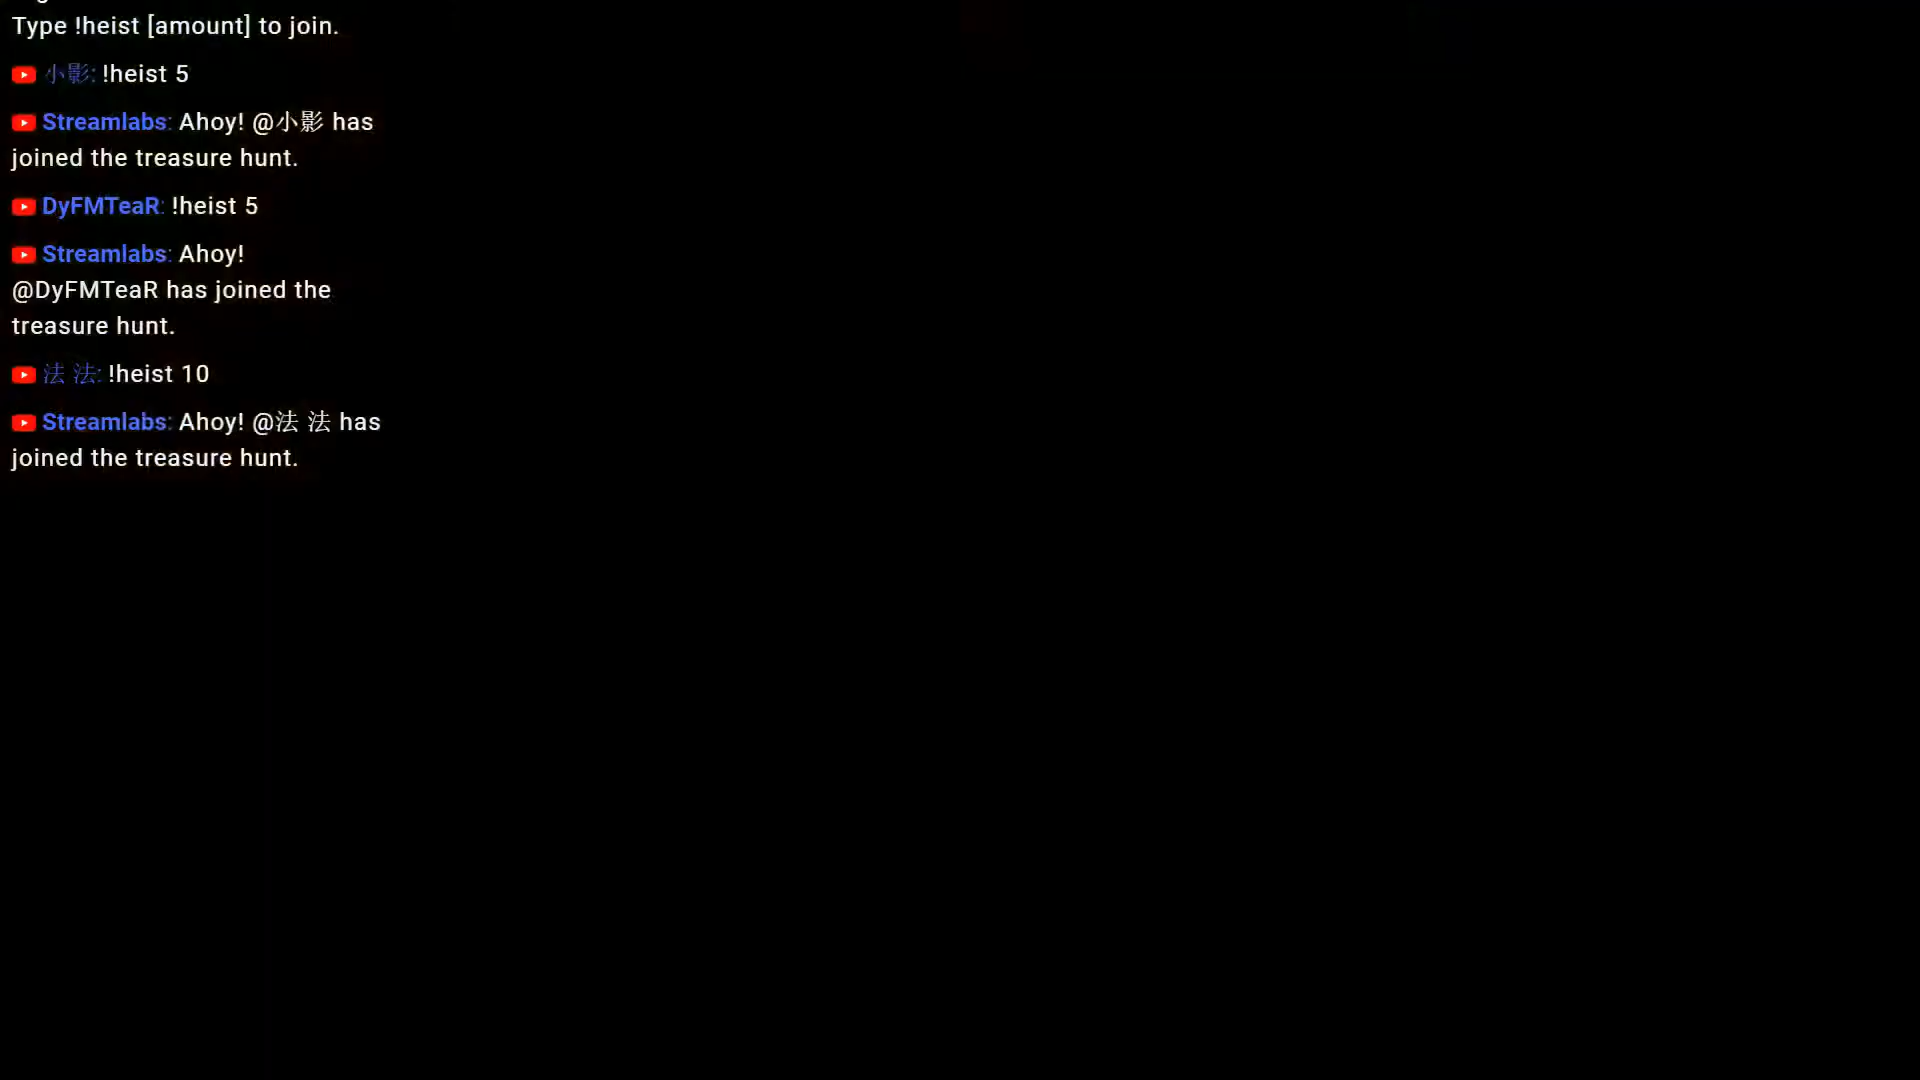 Type !heist [amount] to join.
小影: !heist 5
Streamlabs: Ahoy! @小影 has
joined the treasure hunt.
DyFMTeaR: !heist 5
Streamlabs: Ahoy!
@DyFMTeaR has joined the
treasure hunt.
法 法: !heist 10
Streamlabs: Ahoy! @法 法 has
joined the treasure hunt.